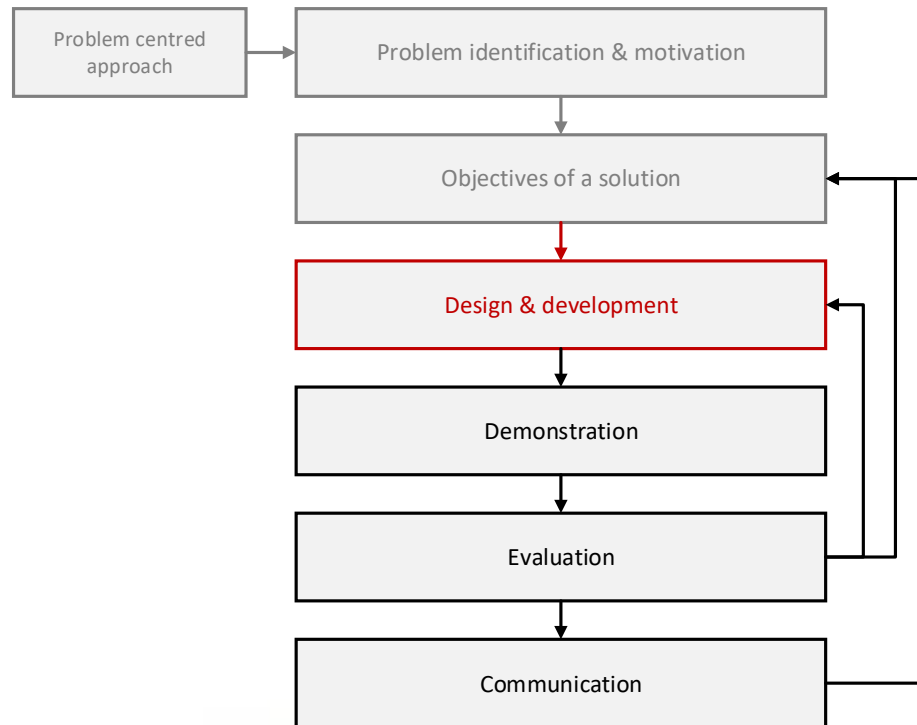 Problem centred
approach
Problem identification & motivation
Objectives of a solution
Design & development
Demonstration
Evaluation
Communication